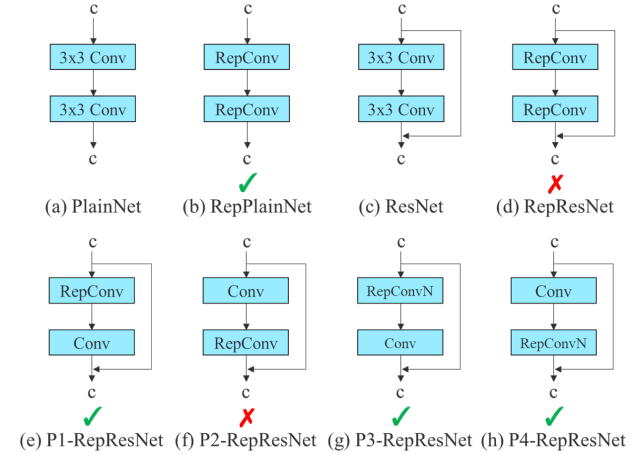 c c c c
3x3 Conv RepConv 3x3 Conv RepConv
3x3 Conv RepConv 3x3 Conv RepConv
c c c c
✓ ✗
(a) PlainNet (b) RepPlainNet (c) ResNet (d) RepResNet
c c c c
RepConv Conv RepConvN Conv
Conv RepConv Conv RepConvN
c c c c
✓ ✗ ✓ ✓
(e) P1-RepResNet (f) P2-RepResNet (g) P3-RepResNet (h) P4-RepResNet